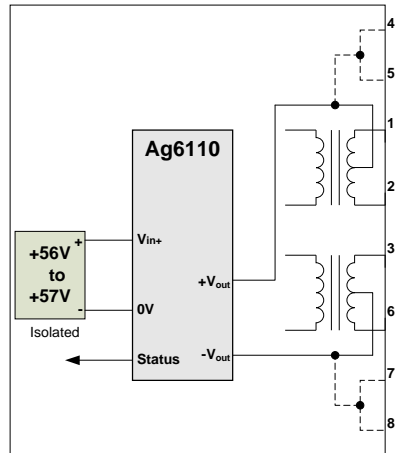 4
5
Ag6110
1
2
+56V
to
+57V
+
-
Isolated
Vin+
0V
Status
+Vout
-Vout
3
6
7
8